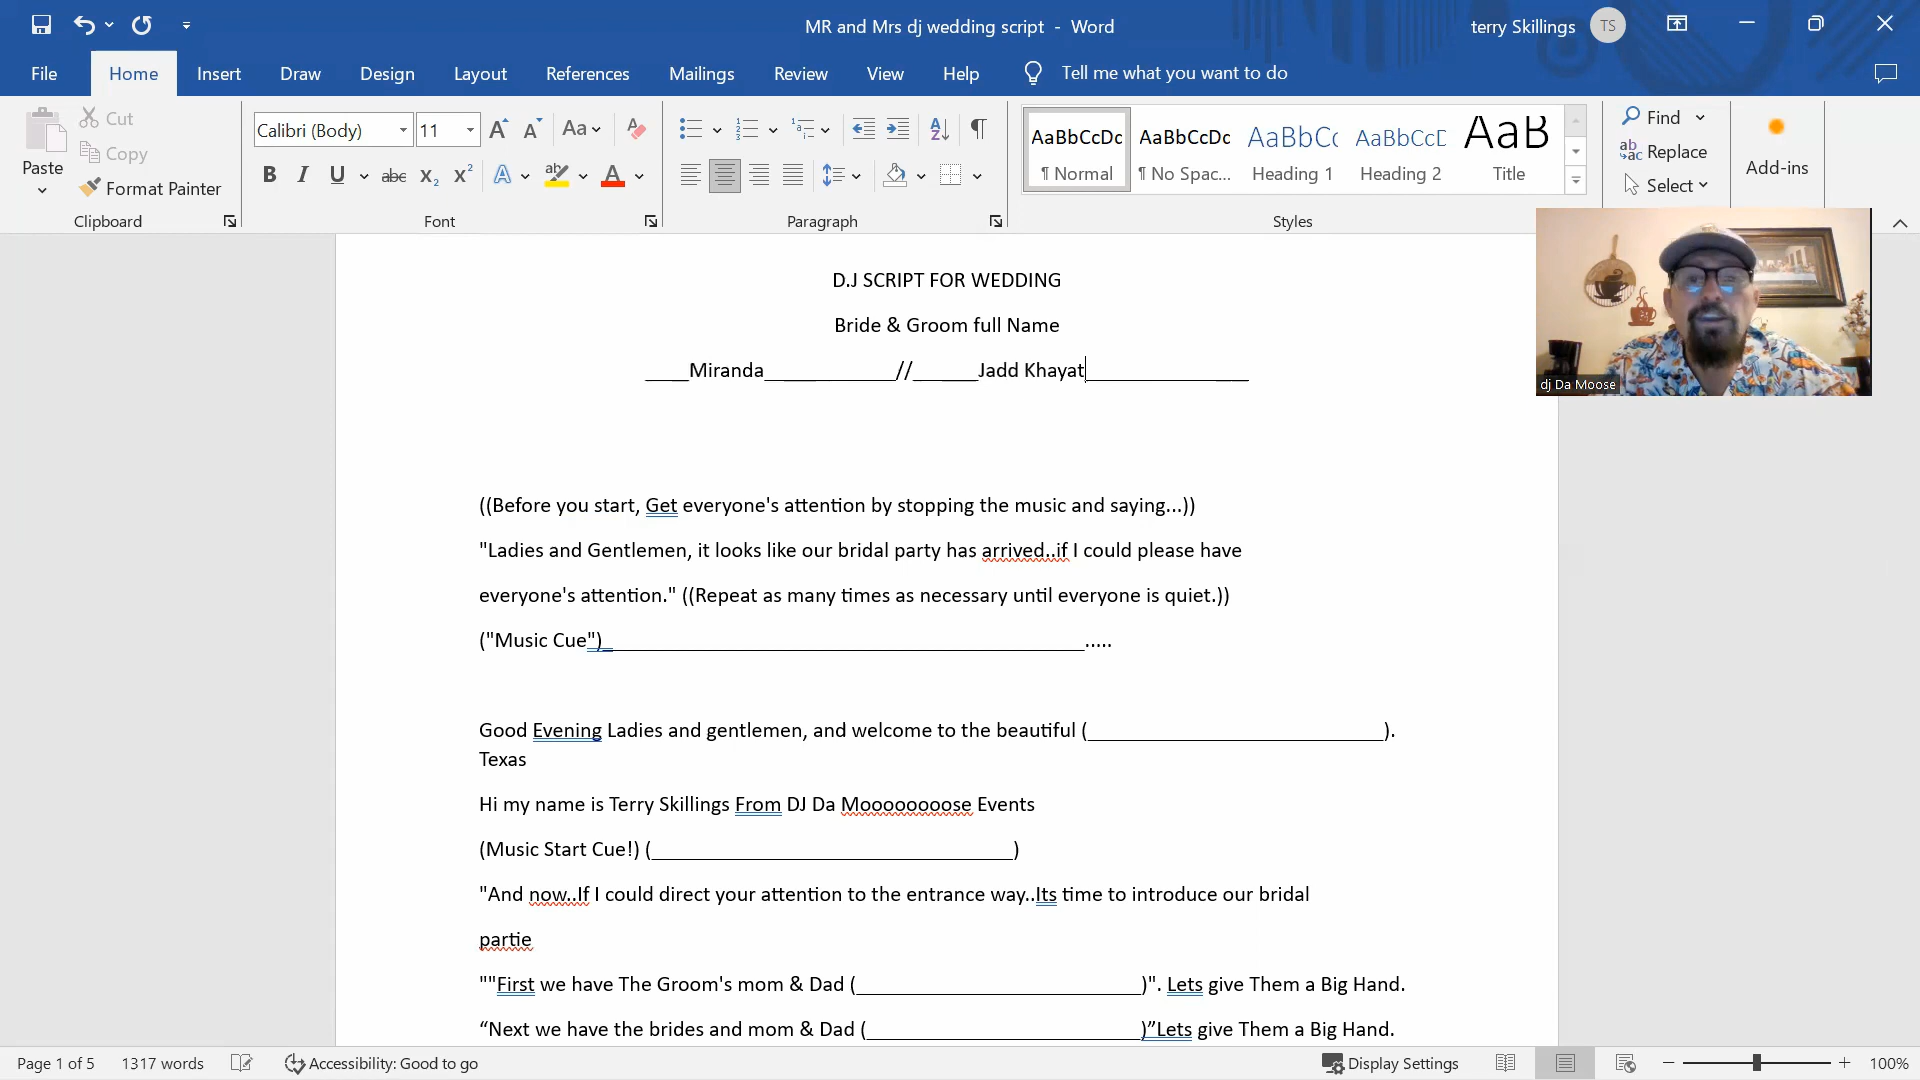 MR and Mrs dj wedding script - Word
terry Skillings TS
File Home Insert Draw Design Layout References Mailings Review View Help Tell me what you want to do
Paste
Cut
Copy
Format Painter
Clipboard
Calibri (Body) 11
Font
Paragraph
AaBbCcDc AaBbCcDc AaBbC AaBbCcD AaB
¶ Normal ¶ No Spac... Heading 1 Heading 2 Title
Styles
Find
Replace
Select
Add-ins
dj Da Moose
D.J SCRIPT FOR WEDDING
Bride & Groom full Name
____Miranda____________//______Jadd Khayat_______________
((Before you start, Get everyone's attention by stopping the music and saying...))
"Ladies and Gentlemen, it looks like our bridal party has arrived..if I could please have
everyone's attention." ((Repeat as many times as necessary until everyone is quiet.))
("Music Cue")____________________________________________.....
Good Evening Ladies and gentlemen, and welcome to the beautiful (___________________________).
Texas
Hi my name is Terry Skillings From DJ Da Moooooooose Events
(Music Start Cue!) (_________________________________)
"And now..If I could direct your attention to the entrance way..Its time to introduce our bridal
partie
""First we have The Groom's mom & Dad (__________________________)". Lets give Them a Big Hand.
“Next we have the brides and mom & Dad (_________________________)”Lets give Them a Big Hand.
Page 1 of 5 1317 words Accessibility: Good to go Display Settings 100%